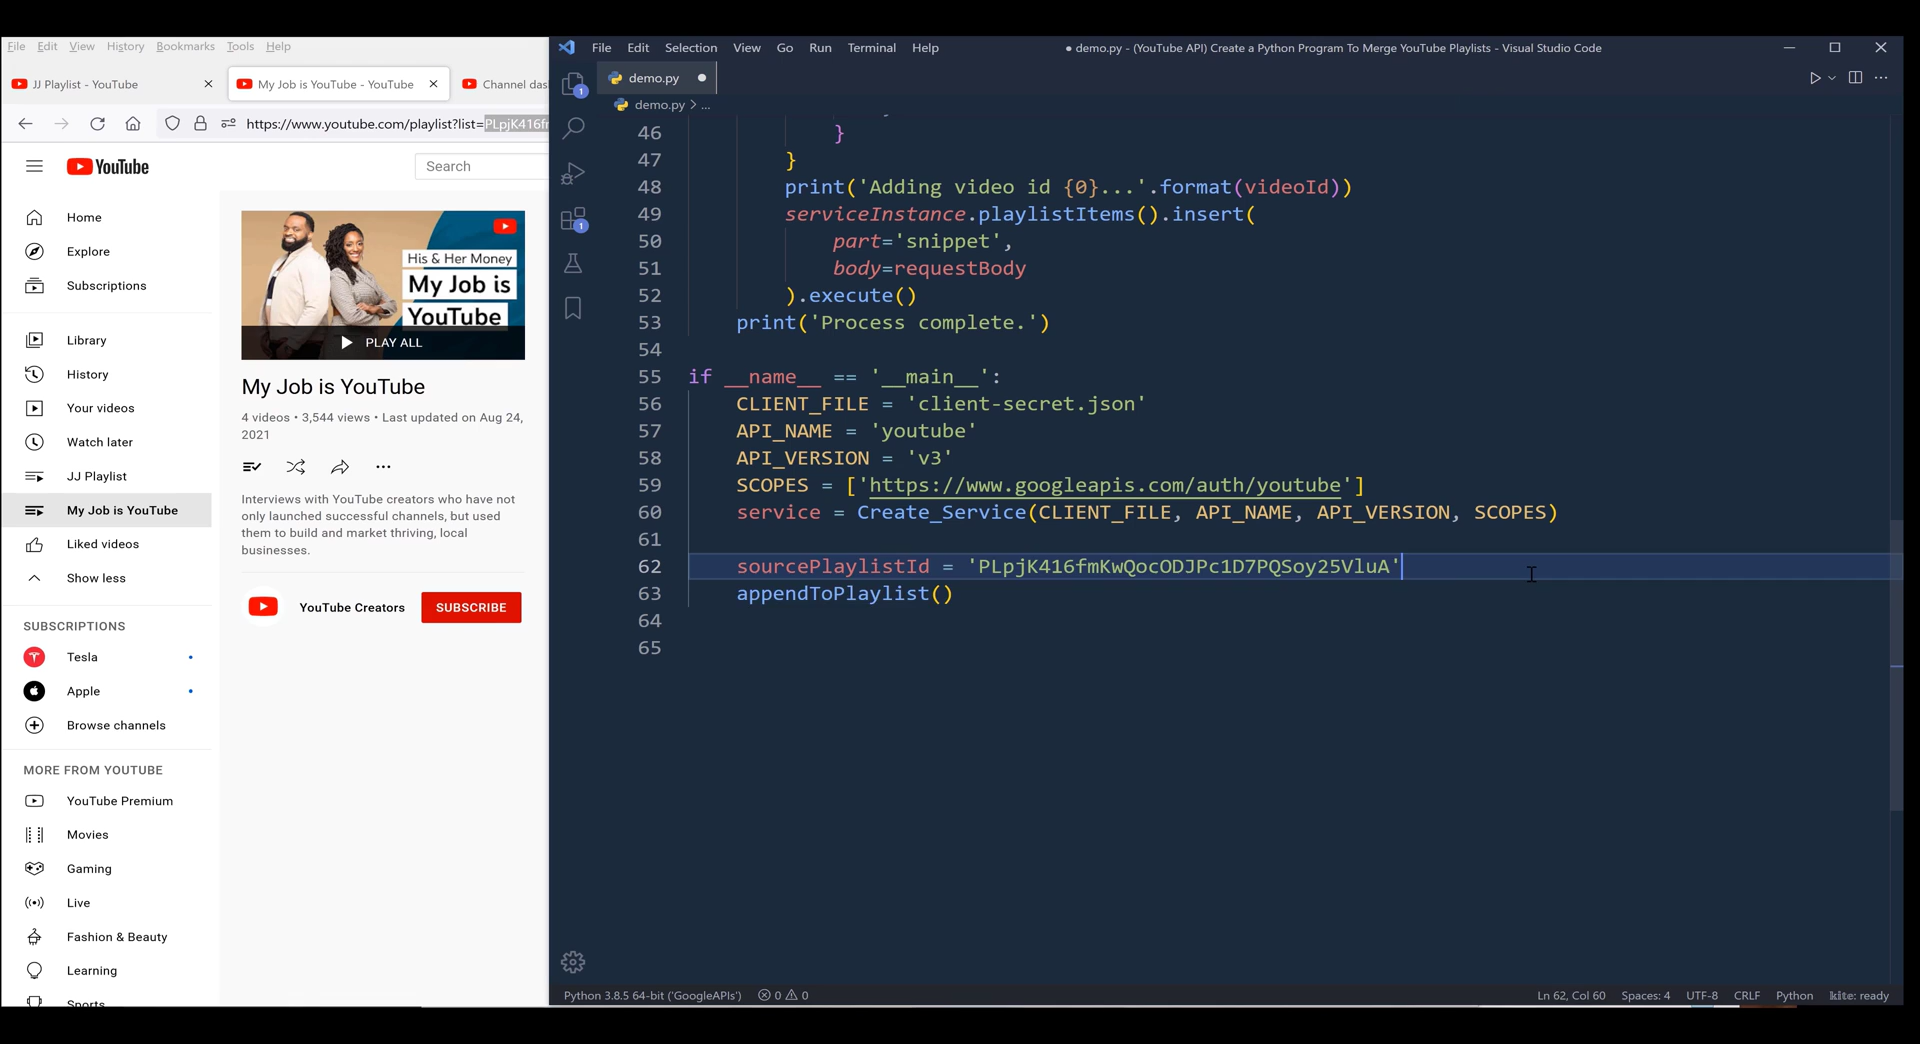 File Edit View History Bookmarks Tools Help
JJ Playlist - YouTube
My Job is YouTube - YouTube
Channel das
https://www.youtube.com/playlist?list=PLpjK416fm
YouTube
Search
Home
Explore
Subscriptions
Library
History
Your videos
Watch later
JJ Playlist
My Job is YouTube
Liked videos
Show less
SUBSCRIPTIONS
Tesla
Apple
Browse channels
MORE FROM YOUTUBE
YouTube Premium
Movies
Gaming
Live
Fashion & Beauty
Learning
Sports
His & Her Money
My Job is
YouTube
PLAY ALL
My Job is YouTube
4 videos • 3,544 views • Last updated on Aug 24,
2021
Interviews with YouTube creators who have not
only launched successful channels, but used
them to build and market thriving, local
businesses.
YouTube Creators
SUBSCRIBE
File Edit Selection View Go Run Terminal Help
● demo.py - (YouTube API) Create a Python Program To Merge YouTube Playlists - Visual Studio Code
1
1
demo.py ●
demo.py > ...
46 }
47 }
48 print('Adding video id {0}...'.format(videoId))
49 serviceInstance.playlistItems().insert(
50 part='snippet',
51 body=requestBody
52 ).execute()
53 print('Process complete.')
54
55 if __name__ == '__main__':
56 CLIENT_FILE = 'client-secret.json'
57 API_NAME = 'youtube'
58 API_VERSION = 'v3'
59 SCOPES = ['https://www.googleapis.com/auth/youtube']
60 service = Create_Service(CLIENT_FILE, API_NAME, API_VERSION, SCOPES)
61
62 sourcePlaylistId = 'PLpjK416fmKwQocODJPc1D7PQSoy25VluA'
63 appendToPlaylist()
64
65
Python 3.8.5 64-bit ('GoogleAPIs') 0 0
Ln 62, Col 60 Spaces: 4 UTF-8 CRLF Python kite: ready